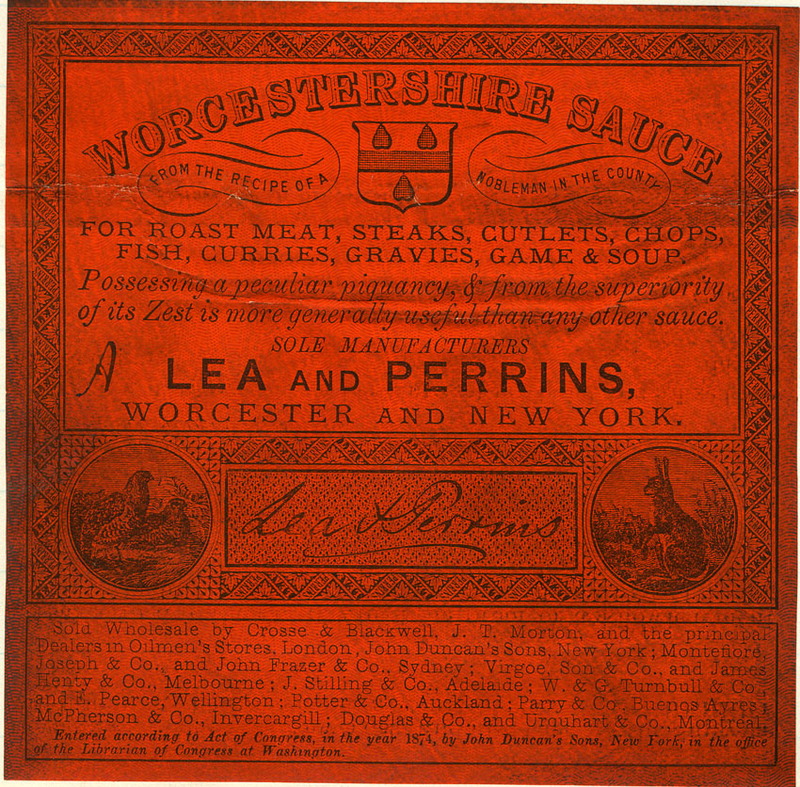 WORCESTERSHIRE SAUCE
FROM THE RECIPE OF A NOBLEMAN IN THE COUNTY
FOR ROAST MEAT, STEAKS, CUTLETS, CHOPS,
FISH, CURRIES, GRAVIES, GAME & SOUP.
Possessing a peculiar piquancy, & from the superiority
of its Zest is more generally useful than any other sauce.
SOLE MANUFACTURERS
A LEA AND PERRINS,
WORCESTER AND NEW YORK.
Lea & Perrins
Sold Wholesale by Crosse & Blackwell, J. T. Morton, and the principal
Dealers in Oilmen's Stores, London, John Duncan's Sons, New York; Montefiore,
Joseph & Co., and John Frazer & Co., Sydney; Virgoe, Son & Co., and James
Henty & Co., Melbourne; J. Stilling & Co., Adelaide; W. & G. Turnbull & Co.,
and E. Pearce, Wellington; Potter & Co., Auckland; Parry & Co., Buenos Ayres;
McPherson & Co., Invercargill; Douglas & Co., and Urquhart & Co., Montreal.
Entered according to Act of Congress, in the year 1874, by John Duncan's Sons, New York, in the office
of the Librarian of Congress at Washington.